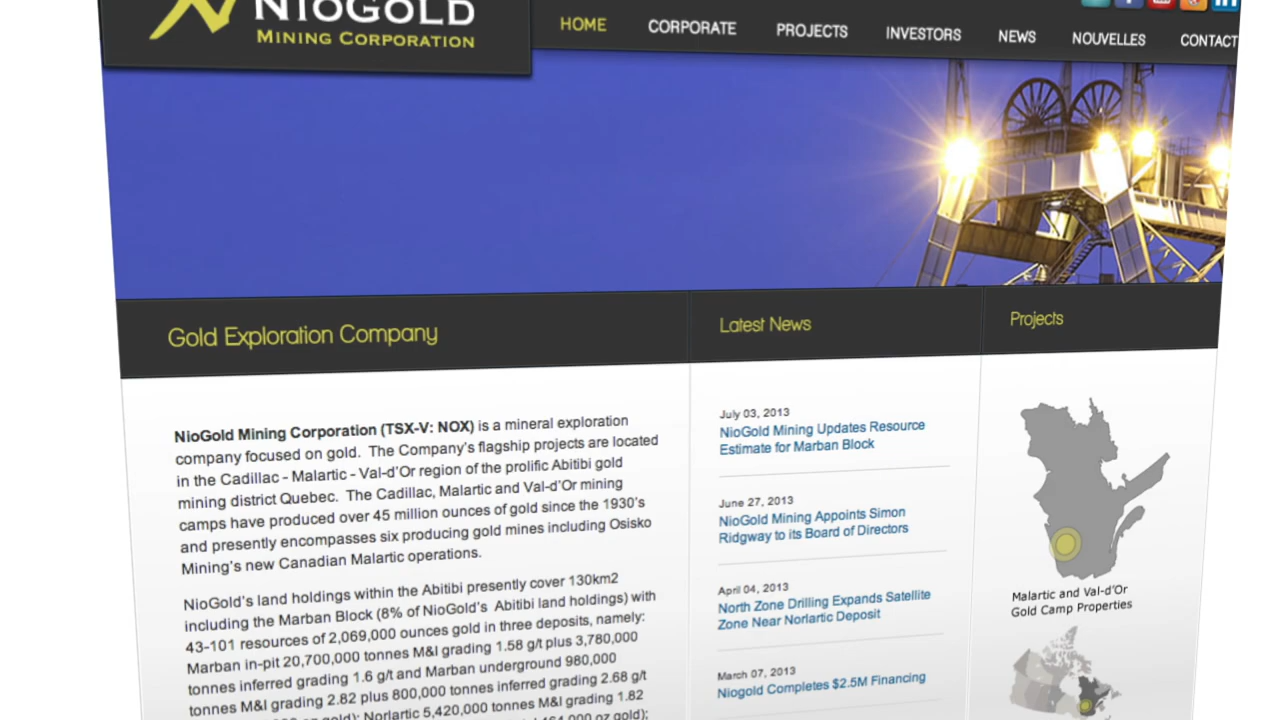 NIOGOLD
MINING CORPORATION
HOME
CORPORATE
PROJECTS
INVESTORS
NEWS
NOUVELLES
CONTACT
Gold Exploration Company
Latest News
Projects
NioGold Mining Corporation (TSX-V: NOX) is a mineral exploration
company focused on gold. The Company's flagship projects are located
in the Cadillac - Malartic - Val-d'Or region of the prolific Abitibi gold
mining district Quebec. The Cadillac, Malartic and Val-d'Or mining
camps have produced over 45 million ounces of gold since the 1930's
and presently encompasses six producing gold mines including Osisko
Mining's new Canadian Malartic operations.
NioGold's land holdings within the Abitibi presently cover 130km2
including the Marban Block (8% of NioGold's Abitibi land holdings) with
43-101 resources of 2,069,000 ounces gold in three deposits, namely:
Marban in-pit 20,700,000 tonnes M&I grading 1.58 g/t plus 3,780,000
tonnes inferred grading 1.6 g/t and Marban underground 980,000
tonnes M&I grading 2.82 plus 800,000 tonnes inferred grading 2.68 g/t
oz gold); Norlartic 5,420,000 tonnes M&I grading 1.82
oz gold);
July 03, 2013
NioGold Mining Updates Resource
Estimate for Marban Block
June 27, 2013
NioGold Mining Appoints Simon
Ridgway to its Board of Directors
April 04, 2013
North Zone Drilling Expands Satellite
Zone Near Norlartic Deposit
March 07, 2013
Niogold Completes $2.5M Financing
Malartic and Val-d'Or
Gold Camp Properties